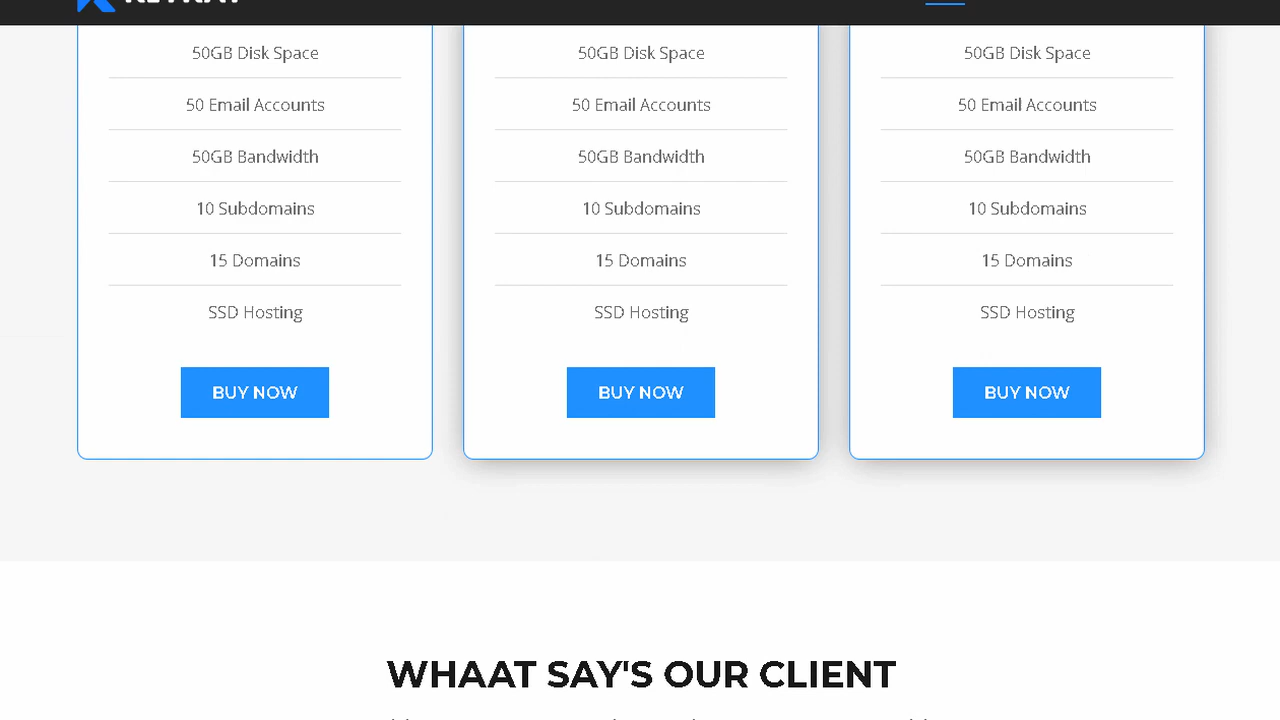 50GB Disk Space
50 Email Accounts
50GB Bandwidth
10 Subdomains
15 Domains
SSD Hosting
BUY NOW
50GB Disk Space
50 Email Accounts
50GB Bandwidth
10 Subdomains
15 Domains
SSD Hosting
BUY NOW
50GB Disk Space
50 Email Accounts
50GB Bandwidth
10 Subdomains
15 Domains
SSD Hosting
BUY NOW
WHAAT SAY'S OUR CLIENT